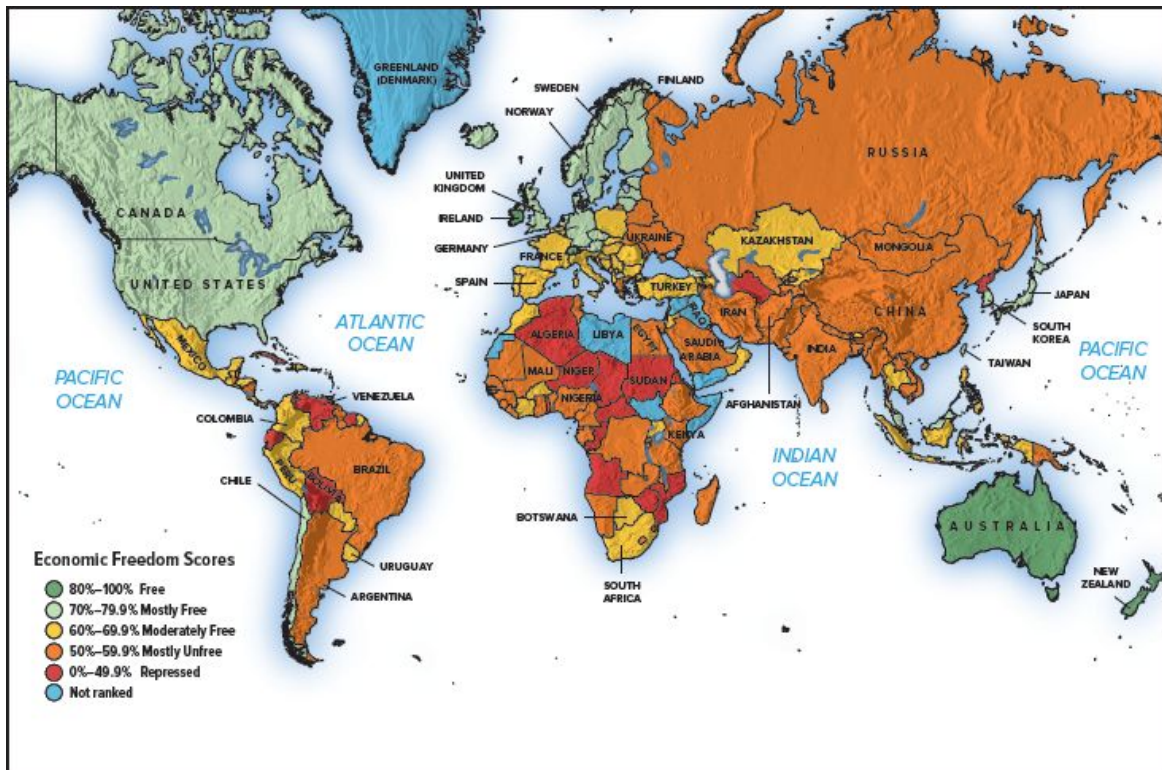 GREENLAND
(DENMARK)
SWEDEN
FINLAND
NORWAY
RUSSIA
UNITED
KINGDOM
CANADA
IRELAND
GERMANY
UKRAINE
KAZAKHSTAN
MONGOLIA
FRANCE
UNITED STATES
SPAIN
TURKEY
JAPAN
IRAQ
IRAN
CHINA
ATLANTIC
OCEAN
ALGERIA
LIBYA
EGYPT
SOUTH
KOREA
MEXICO
SAUDI
ARABIA
INDIA
PACIFIC
OCEAN
TAIWAN
PACIFIC
OCEAN
MALI
NIGER
SUDAN
VENEZUELA
NIGERIA
AFGHANISTAN
COLOMBIA
KENYA
INDIAN
OCEAN
PERU
BRAZIL
BOLIVIA
CHILE
BOTSWANA
AUSTRALIA
Economic Freedom Scores
URUGUAY
NEW
ZEALAND
80%–100% Free
SOUTH
AFRICA
70%–79.9% Mostly Free
ARGENTINA
60%–69.9% Moderately Free
50%–59.9% Mostly Unfree
0%–49.9% Repressed
Not ranked